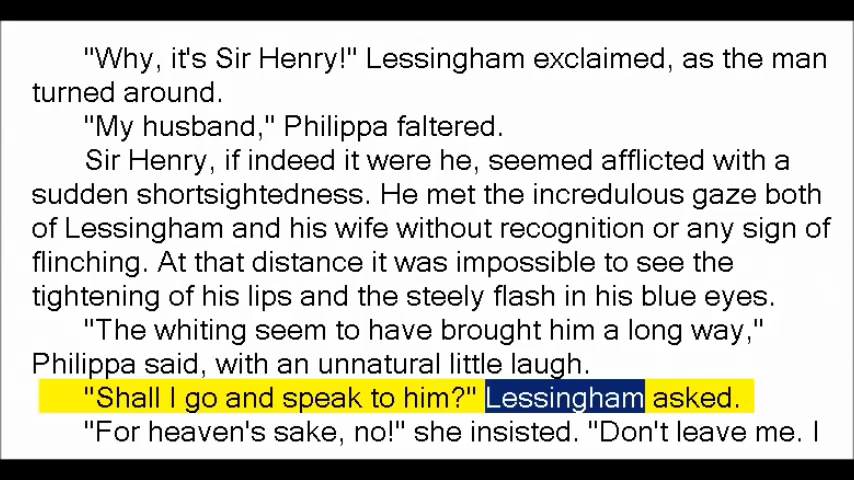 "Why, it's Sir Henry!" Lessingham exclaimed, as the man
turned around.
"My husband," Philippa faltered.
Sir Henry, if indeed it were he, seemed afflicted with a
sudden shortsightedness. He met the incredulous gaze both
of Lessingham and his wife without recognition or any sign of
flinching. At that distance it was impossible to see the
tightening of his lips and the steely flash in his blue eyes.
"The whiting seem to have brought him a long way,"
Philippa said, with an unnatural little laugh.
"Shall I go and speak to him?" Lessingham asked.
"For heaven's sake, no!" she insisted. "Don't leave me. I